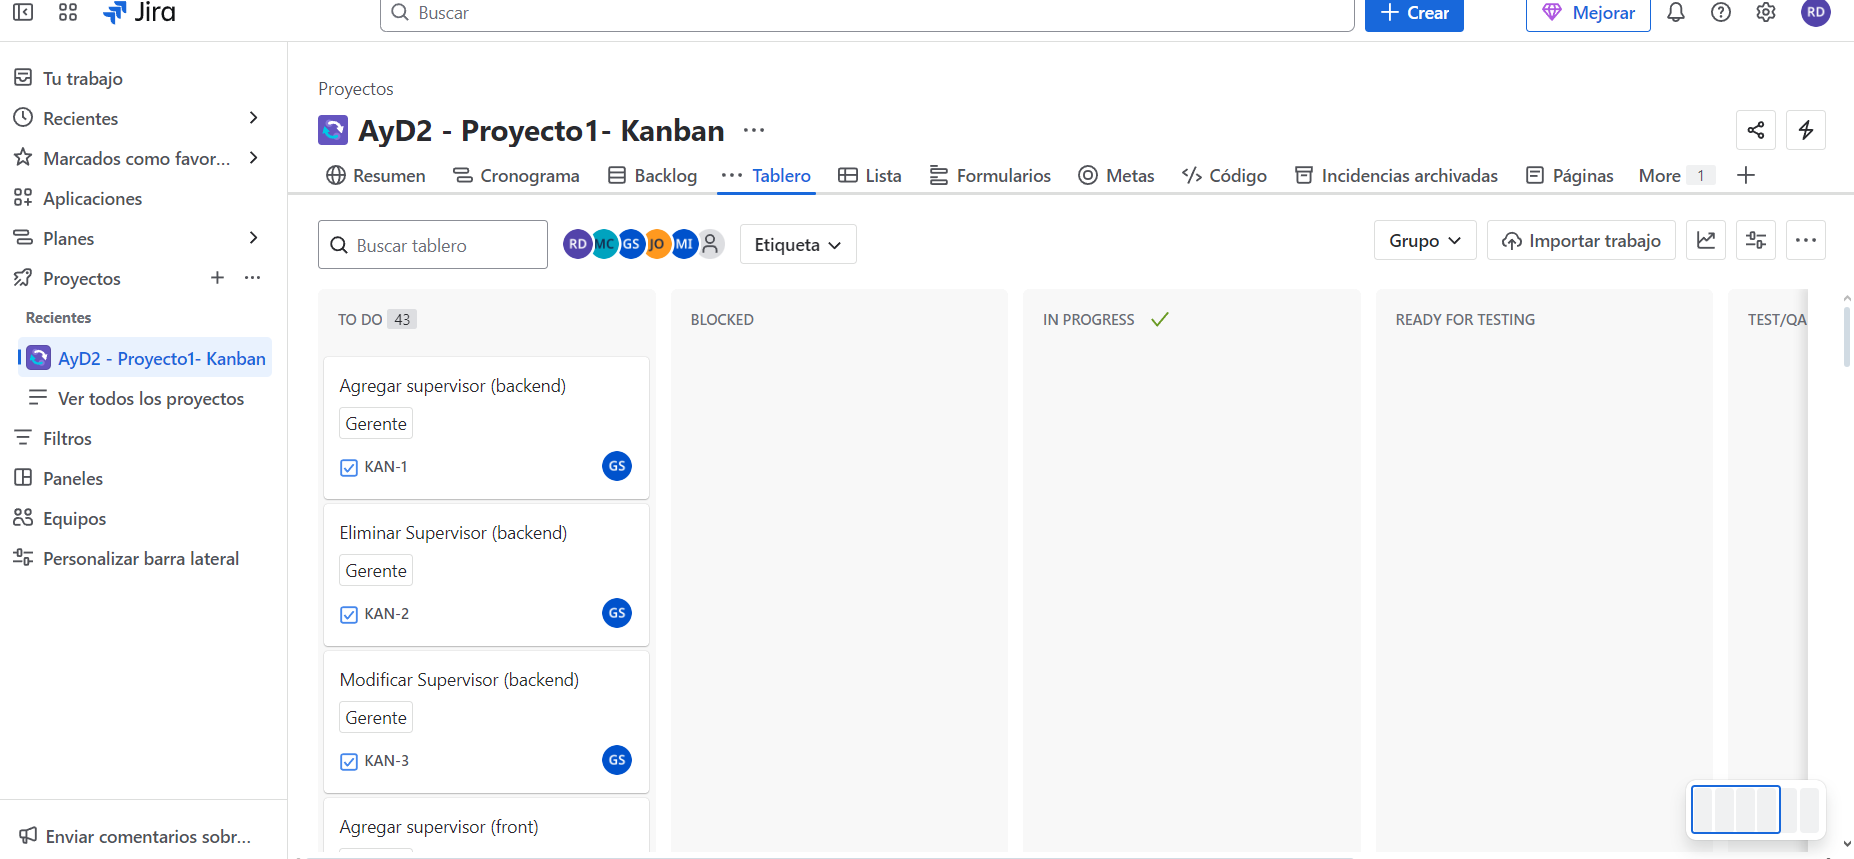 Jira
Buscar
Crear
Mejorar
RD
Tu trabajo
Recientes
Marcados como favor...
Aplicaciones
Planes
Proyectos
Recientes
AyD2 - Proyecto1- Kanban
Ver todos los proyectos
Filtros
Paneles
Equipos
Personalizar barra lateral
Enviar comentarios sobr...
Proyectos
AyD2 - Proyecto1- Kanban
Resumen
Cronograma
Backlog
Tablero
Lista
Formularios
Metas
Código
Incidencias archivadas
Páginas
More 1
Buscar tablero
RD MC GS JO MI
Etiqueta
Grupo
Importar trabajo
TO DO 43
Agregar supervisor (backend)
Gerente
KAN-1
GS
Eliminar Supervisor (backend)
Gerente
KAN-2
GS
Modificar Supervisor (backend)
Gerente
KAN-3
GS
Agregar supervisor (front)
BLOCKED
IN PROGRESS
READY FOR TESTING
TEST/QA